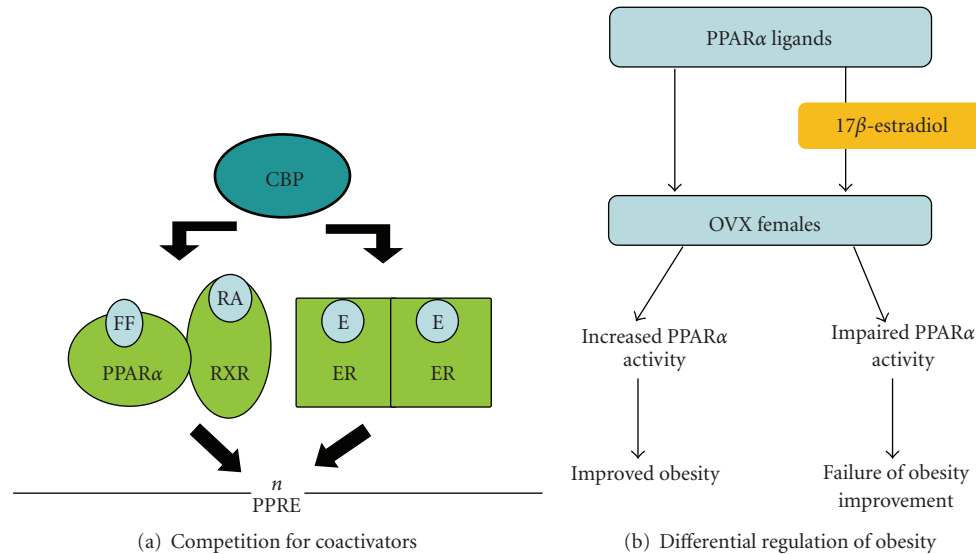 CBP
FF
RA
E
E
PPARα
RXR
ER
ER
n
PPRE
(a) Competition for coactivators
PPARα ligands
17β-estradiol
OVX females
Increased PPARα
activity
Impaired PPARα
activity
Improved obesity
Failure of obesity
improvement
(b) Differential regulation of obesity